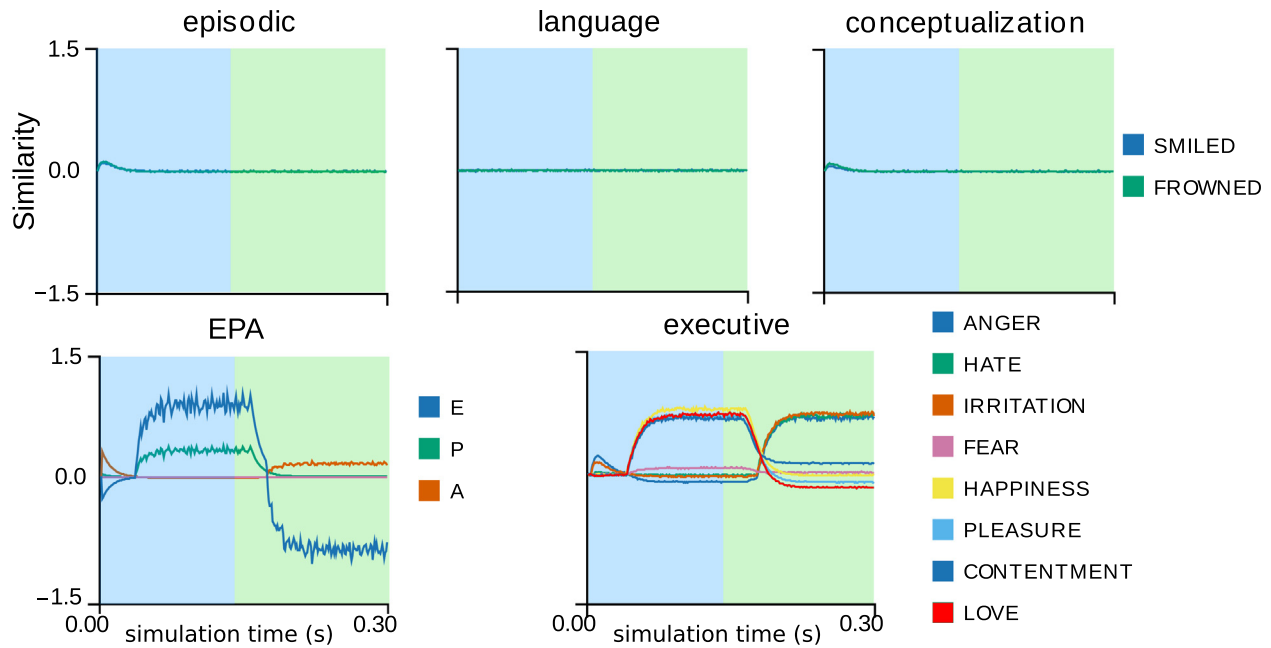 episodic
language
conceptualization
1.5
0.0
−1.5
Similarity
SMILED
FROWNED
EPA
executive
1.5
0.0
−1.5
0.00
0.30
simulation time (s)
E
P
A
0.00
0.30
simulation time (s)
ANGER
HATE
IRRITATION
FEAR
HAPPINESS
PLEASURE
CONTENTMENT
LOVE